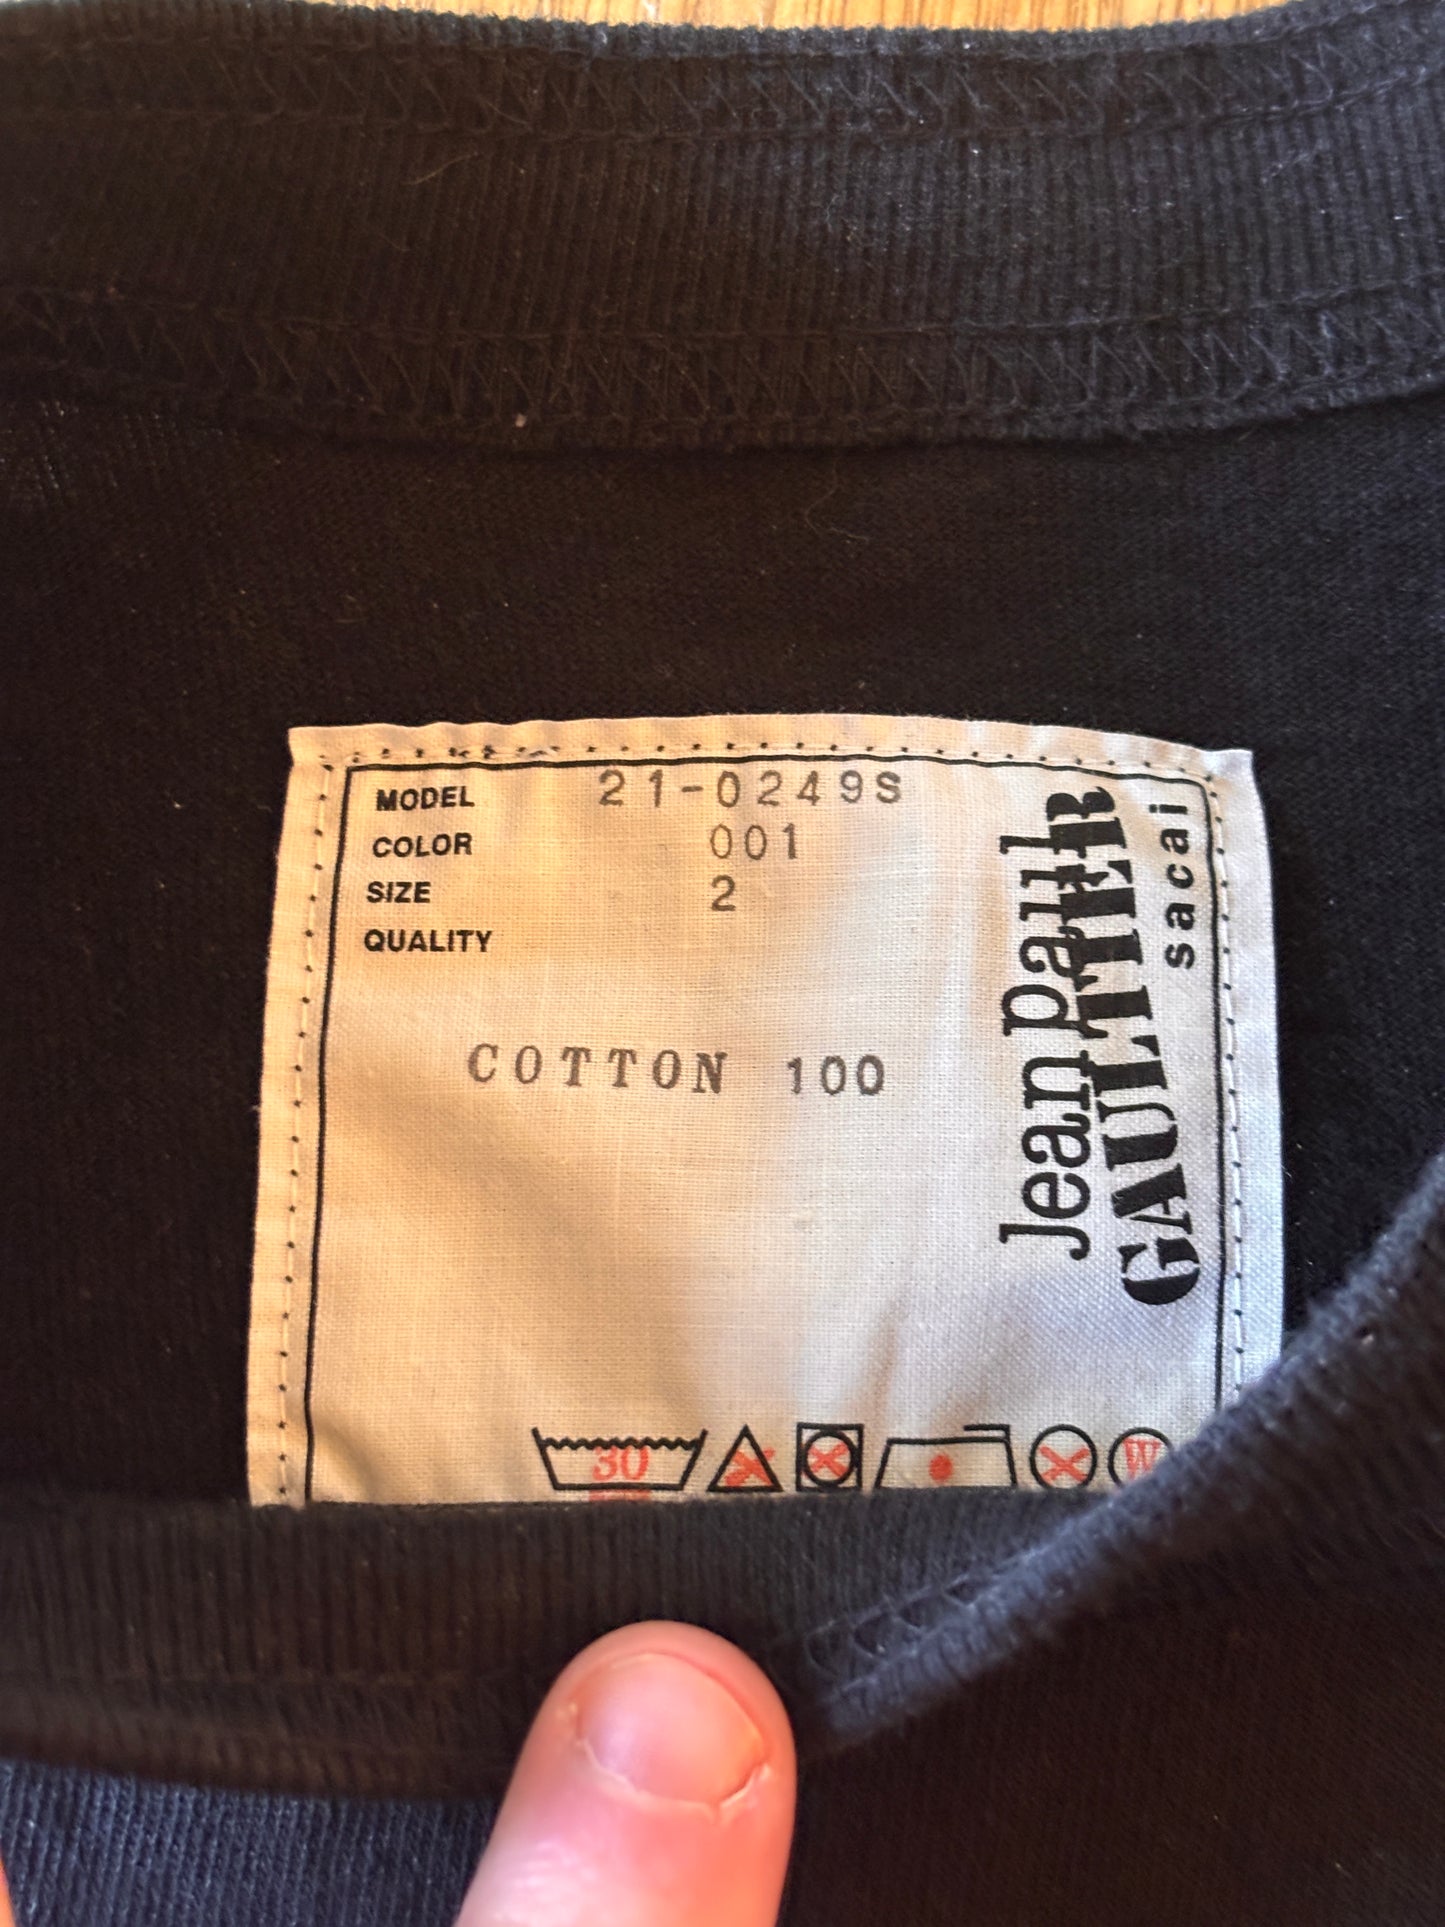 MODEL 21-0249S
COLOR 001
SIZE 2
QUALITY
COTTON 100
Jean paul
GAULTIER
sacai
30
W